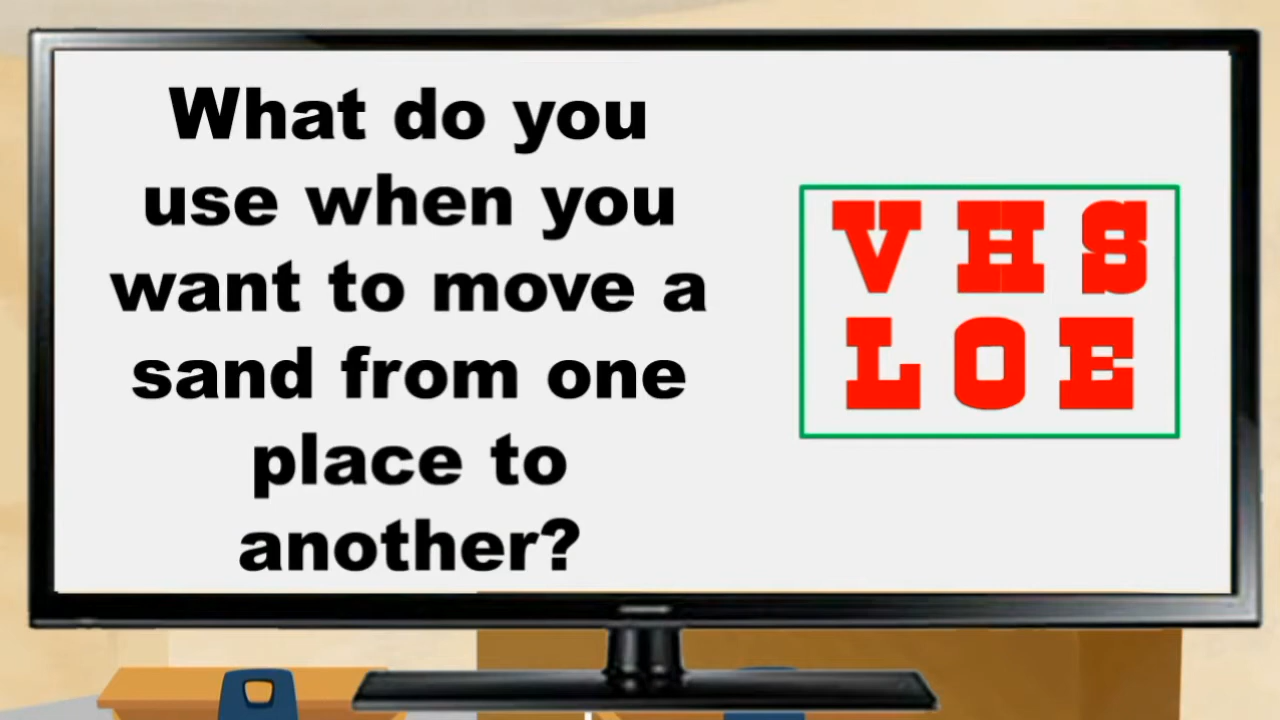 What do you
use when you
want to move a
sand from one
place to
another?
V H S
L O E